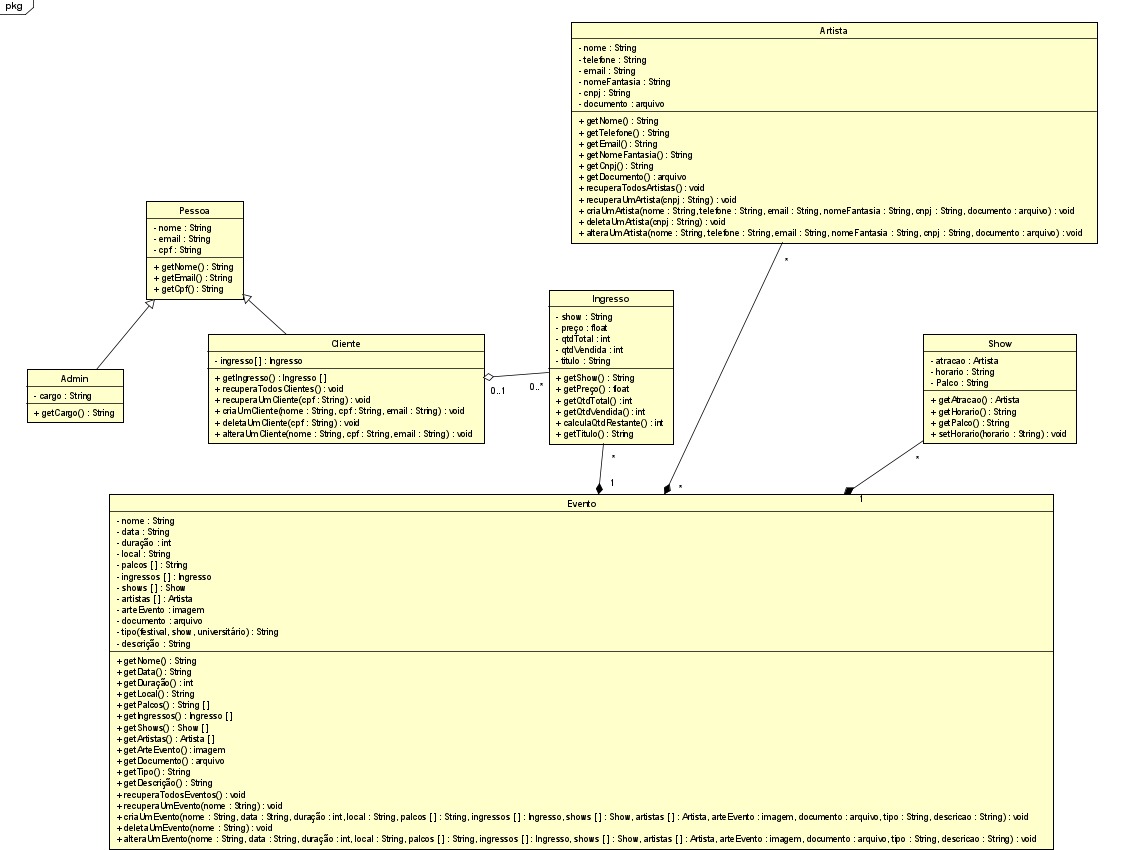 pkg
Artista
- nome : String
- telefone : String
- email : String
- nomeFantasia : String
- cnpj : String
- documento : arquivo
+ getNome() : String
+ getTelefone() : String
+ getEmail() : String
+ getNomeFantasia() : String
+ getCnpj() : String
+ getDocumento() : arquivo
+ recuperaTodosArtistas() : void
+ recuperaUmArtista(cnpj : String) : void
+ criaUmArtista(nome : String, telefone : String, email : String, nomeFantasia : String, cnpj : String, documento : arquivo) : void
+ deletaUmArtista(cnpj : String) : void
+ alteraUmArtista(nome : String, telefone : String, email : String, nomeFantasia : String, cnpj : String, documento : arquivo) : void
*
Pessoa
- nome : String
- email : String
- cpf : String
+ getNome() : String
+ getEmail() : String
+ getCpf() : String
Admin
- cargo : String
+ getCargo() : String
Cliente
- ingresso[ ] : Ingresso
+ getIngresso() : Ingresso [ ]
+ recuperaTodosClientes() : void
+ recuperaUmCliente(cpf : String) : void
+ criaUmCliente(nome : String, cpf : String, email : String) : void
+ deletaUmCliente(cpf : String) : void
+ alteraUmCliente(nome : String, cpf : String, email : String) : void
0..1
0..*
Ingresso
- show : String
- preço : float
- qtdTotal : int
- qtdVendida : int
- titulo : String
+ getShow() : String
+ getPreço() : float
+ getQtdTotal() : int
+ getQtdVendida() : int
+ calculaQtdRestante() : int
+ getTitulo() : String
*
1
*
Show
- atracao : Artista
- horario : String
- Palco : String
+ getAtracao() : Artista
+ getHorario() : String
+ getPalco() : String
+ setHorario(horario : String) : void
*
1
Evento
- nome : String
- data : String
- duração : int
- local : String
- palcos [ ] : String
- ingressos [ ] : Ingresso
- shows [ ] : Show
- artistas [ ] : Artista
- arteEvento : imagem
- documento : arquivo
- tipo(festival, show, universitário) : String
- descrição : String
+ getNome() : String
+ getData() : String
+ getDuração() : int
+ getLocal() : String
+ getPalcos() : String [ ]
+ getIngressos() : Ingresso [ ]
+ getShows() : Show [ ]
+ getArtistas() : Artista [ ]
+ getArteEvento() : imagem
+ getDocumento() : arquivo
+ getTipo() : String
+ getDescrição() : String
+ recuperaTodosEventos() : void
+ recuperaUmEvento(nome : String) : void
+ criaUmEvento(nome : String, data : String, duração : int, local : String, palcos [ ] : String, ingressos [ ] : Ingresso, shows [ ] : Show, artistas [ ] : Artista, arteEvento : imagem, documento : arquivo, tipo : String, descricao : String) : void
+ deletaUmEvento(nome : String) : void
+ alteraUmEvento(nome : String, data : String, duração : int, local : String, palcos [ ] : String, ingressos [ ] : Ingresso, shows [ ] : Show, artistas [ ] : Artista, arteEvento : imagem, documento : arquivo, tipo : String, descricao : String) : void